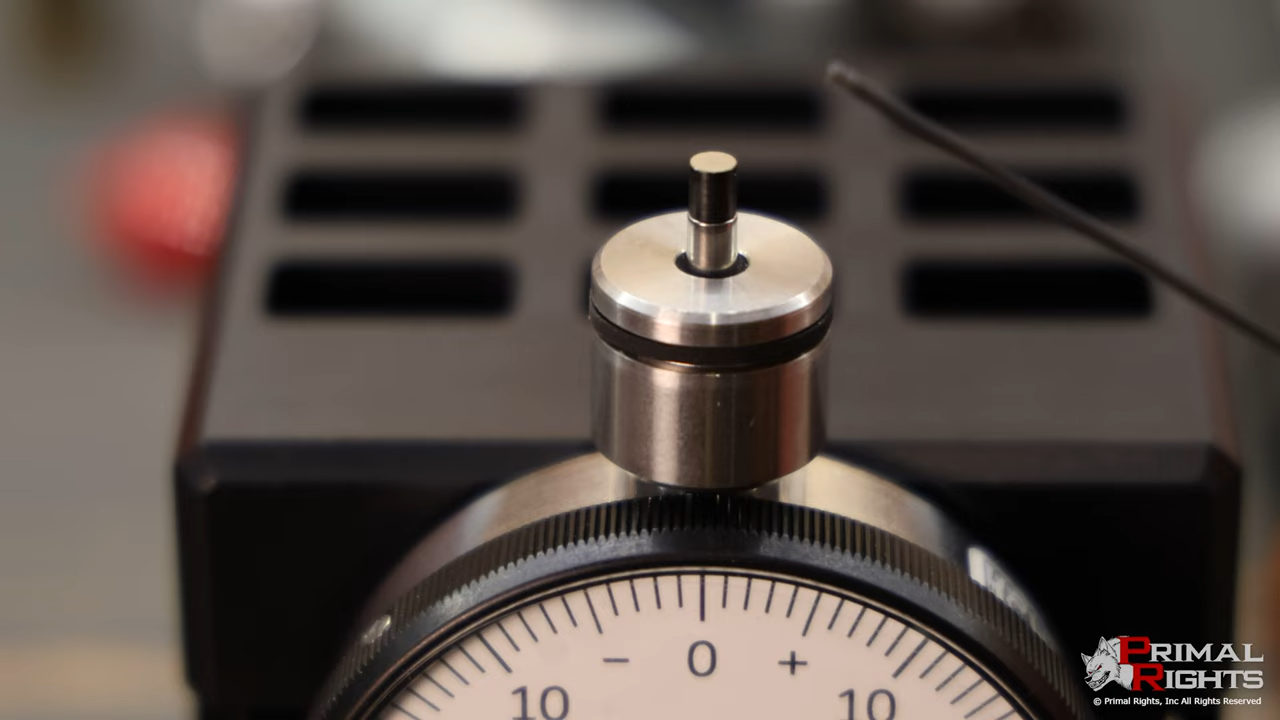 − 0 +
10 10
PRIMAL
RIGHTS
© Primal Rights, Inc All Rights Reserved